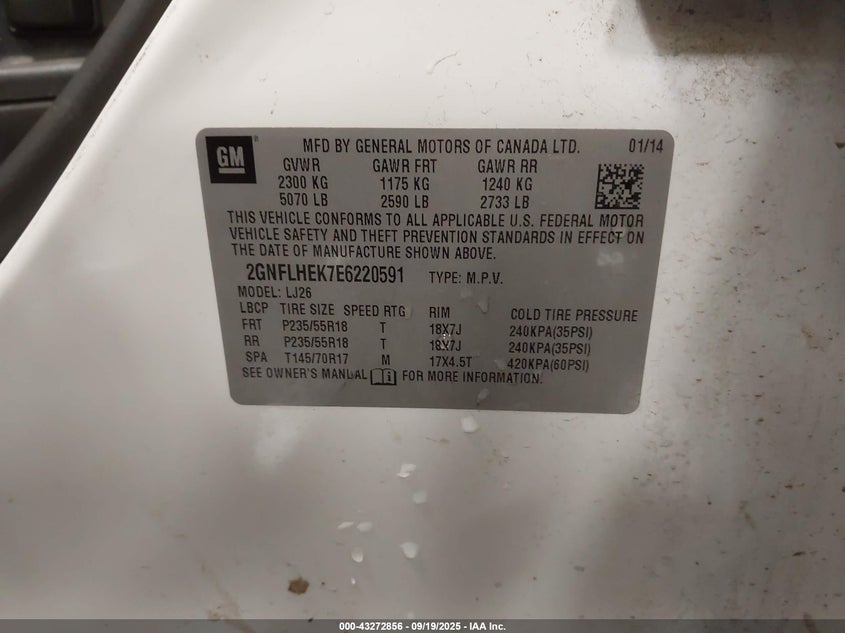 GM ®
MFD BY GENERAL MOTORS OF CANADA LTD. 01/14
GVWR GAWR FRT GAWR RR
2300 KG 1175 KG 1240 KG
5070 LB 2590 LB 2733 LB
THIS VEHICLE CONFORMS TO ALL APPLICABLE U.S. FEDERAL MOTOR
VEHICLE SAFETY AND THEFT PREVENTION STANDARDS IN EFFECT ON
THE DATE OF MANUFACTURE SHOWN ABOVE.
2GNFLHEK7E6220591 TYPE: M.P.V.
MODEL: LJ26
LBCP TIRE SIZE SPEED RTG RIM COLD TIRE PRESSURE
FRT P235/55R18 T 18X7J 240KPA(35PSI)
RR P235/55R18 T 18X7J 240KPA(35PSI)
SPA T145/70R17 M 17X4.5T 420KPA(60PSI)
SEE OWNER'S MANUAL i FOR MORE INFORMATION.
000-43272856 - 09/19/2025 - IAA Inc.